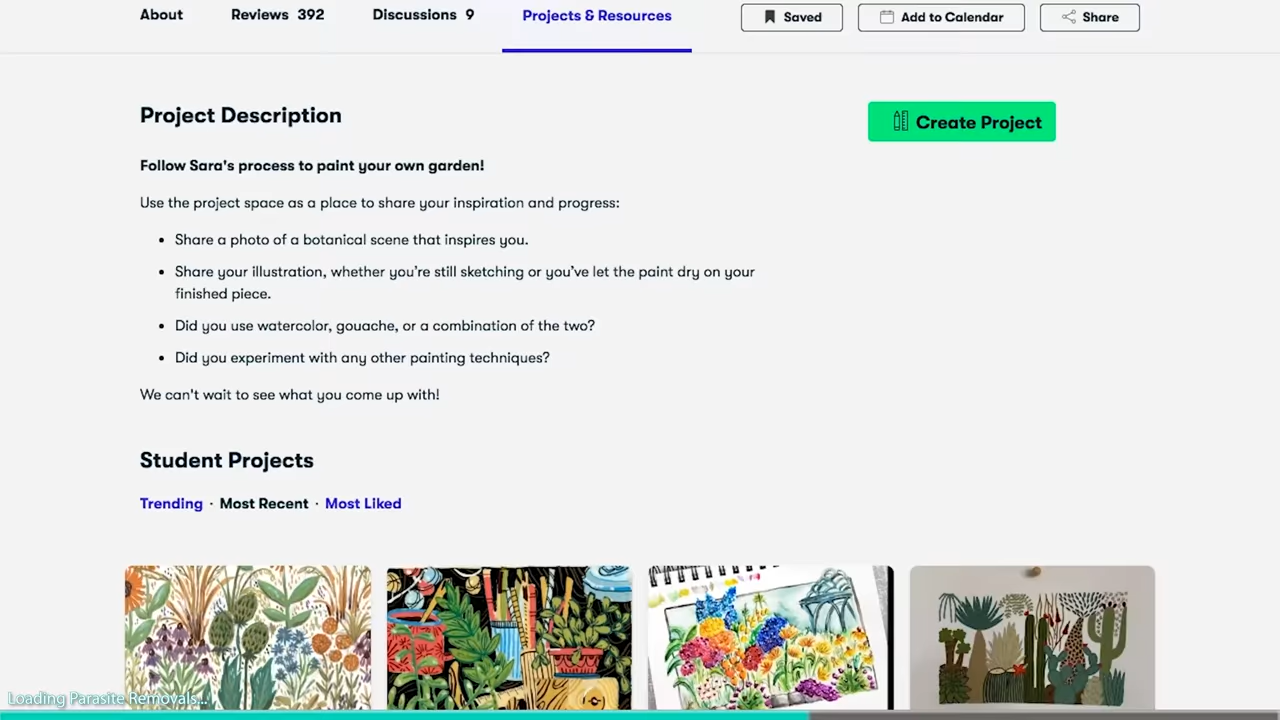 About
Reviews 392
Discussions 9
Projects & Resources
Saved
Add to Calendar
Share
Project Description
Create Project
Follow Sara's process to paint your own garden!
Use the project space as a place to share your inspiration and progress:
• Share a photo of a botanical scene that inspires you.
• Share your illustration, whether you're still sketching or you've let the paint dry on your
finished piece.
• Did you use watercolor, gouache, or a combination of the two?
• Did you experiment with any other painting techniques?
We can't wait to see what you come up with!
Student Projects
Trending · Most Recent · Most Liked
Loading Parasite Removals...